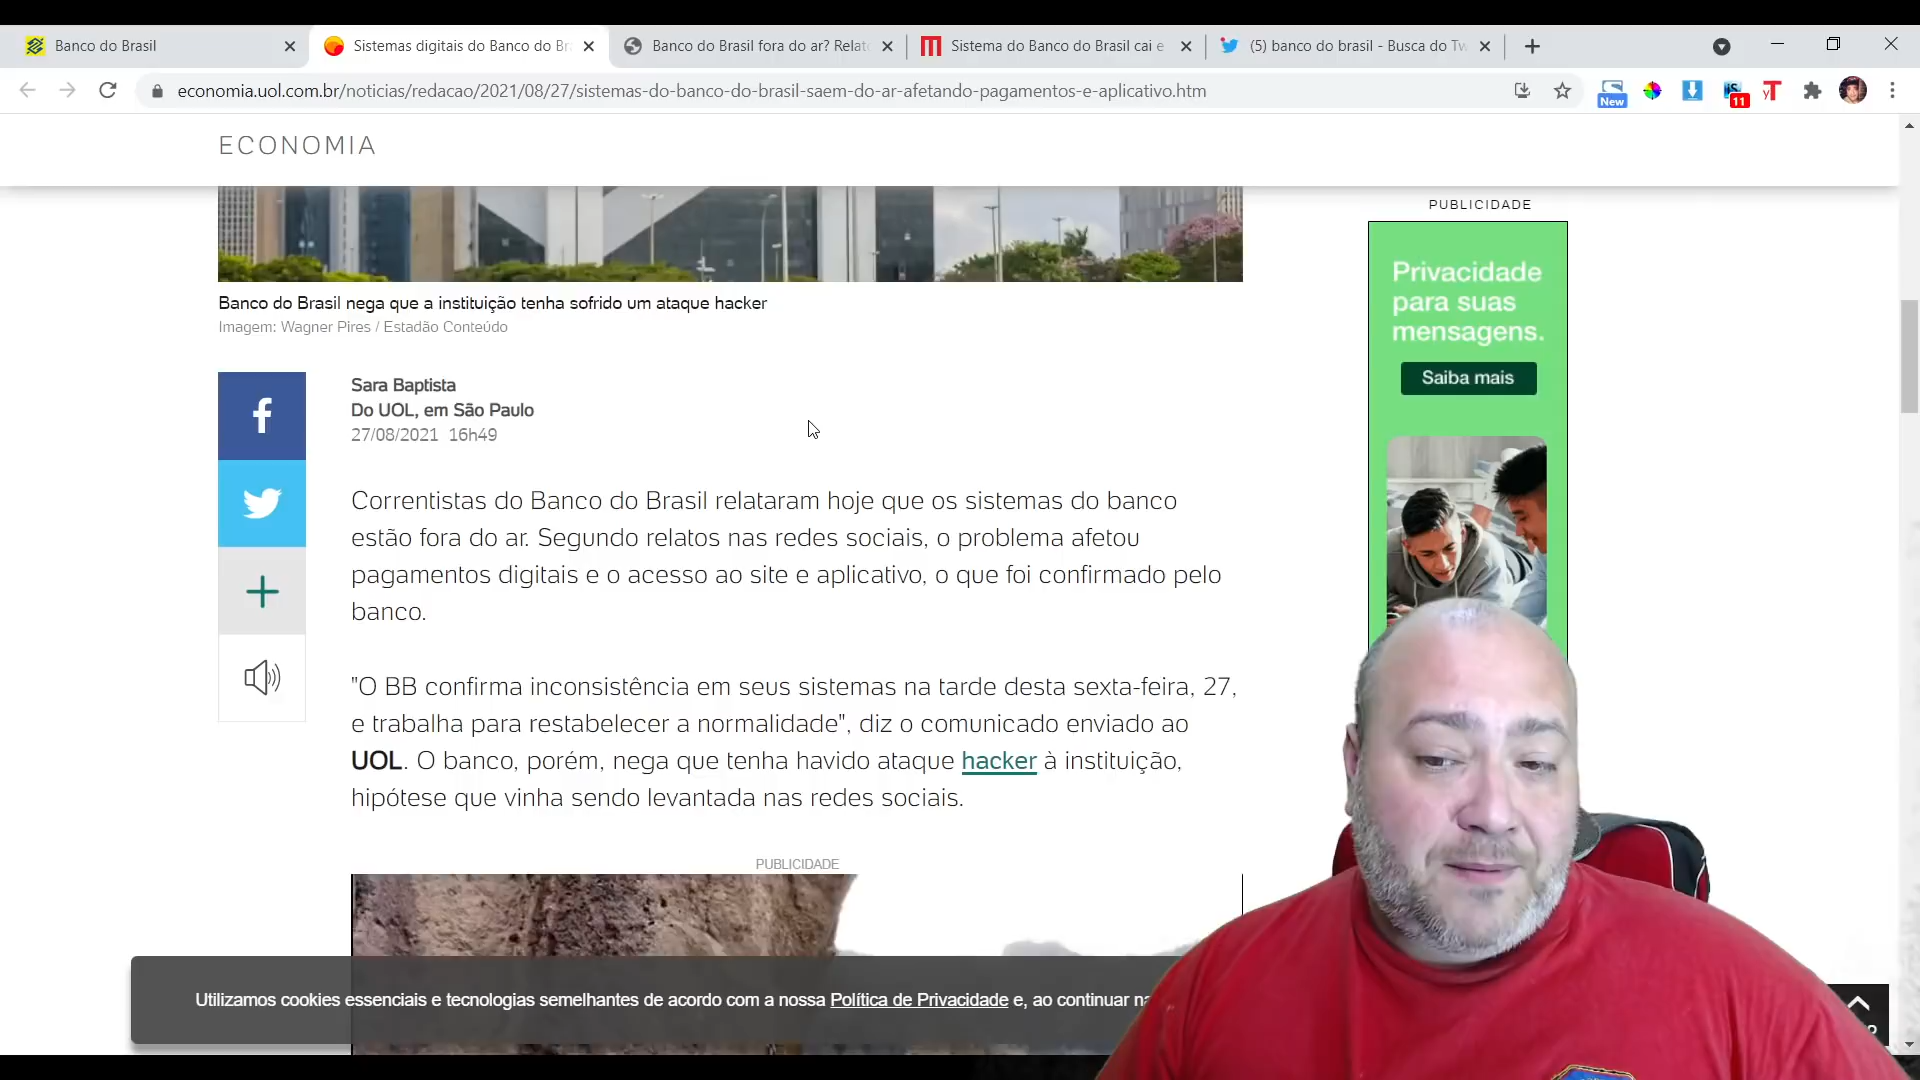 Banco do Brasil
Sistemas digitais do Banco do Br
Banco do Brasil fora do ar? Relat
Sistema do Banco do Brasil cai e
(5) banco do brasil - Busca do Tw
economia.uol.com.br/noticias/redacao/2021/08/27/sistemas-do-banco-do-brasil-saem-do-ar-afetando-pagamentos-e-aplicativo.htm
New
11
ECONOMIA
PUBLICIDADE
Privacidade
para suas
mensagens.
Saiba mais
Banco do Brasil nega que a instituição tenha sofrido um ataque hacker
Imagem: Wagner Pires / Estadão Conteúdo
Sara Baptista
Do UOL, em São Paulo
27/08/2021 16h49
Correntistas do Banco do Brasil relataram hoje que os sistemas do banco
estão fora do ar. Segundo relatos nas redes sociais, o problema afetou
pagamentos digitais e o acesso ao site e aplicativo, o que foi confirmado pelo
banco.
"O BB confirma inconsistência em seus sistemas na tarde desta sexta-feira, 27,
e trabalha para restabelecer a normalidade", diz o comunicado enviado ao
UOL. O banco, porém, nega que tenha havido ataque hacker à instituição,
hipótese que vinha sendo levantada nas redes sociais.
PUBLICIDADE
Utilizamos cookies essenciais e tecnologias semelhantes de acordo com a nossa Política de Privacidade e, ao continuar